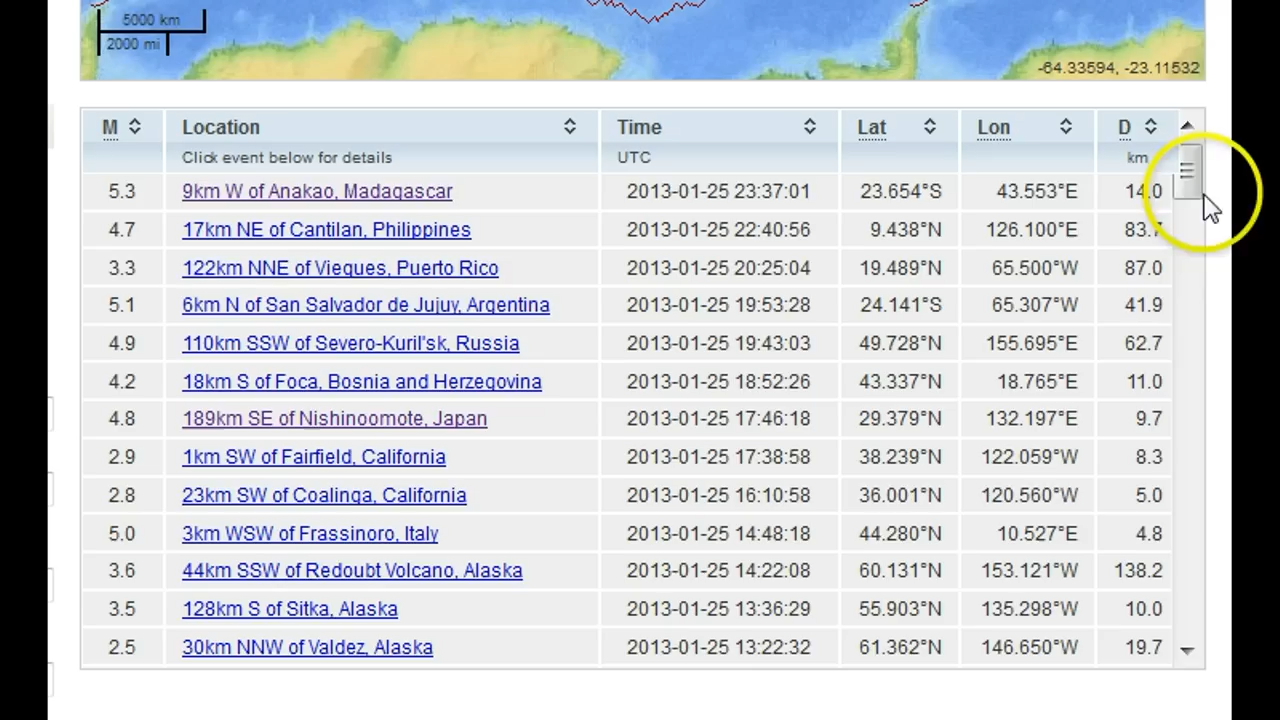 5000 km
2000 mi
-64.33594, -23.11532
M Location Time Lat Lon D
Click event below for details UTC km
5.3 9km W of Anakao, Madagascar 2013-01-25 23:37:01 23.654°S 43.553°E 14.0
4.7 17km NE of Cantilan, Philippines 2013-01-25 22:40:56 9.438°N 126.100°E 83.7
3.3 122km NNE of Vieques, Puerto Rico 2013-01-25 20:25:04 19.489°N 65.500°W 87.0
5.1 6km N of San Salvador de Jujuy, Argentina 2013-01-25 19:53:28 24.141°S 65.307°W 41.9
4.9 110km SSW of Severo-Kuril'sk, Russia 2013-01-25 19:43:03 49.728°N 155.695°E 62.7
4.2 18km S of Foca, Bosnia and Herzegovina 2013-01-25 18:52:26 43.337°N 18.765°E 11.0
4.8 189km SE of Nishinoomote, Japan 2013-01-25 17:46:18 29.379°N 132.197°E 9.7
2.9 1km SW of Fairfield, California 2013-01-25 17:38:58 38.239°N 122.059°W 8.3
2.8 23km SW of Coalinga, California 2013-01-25 16:10:58 36.001°N 120.560°W 5.0
5.0 3km WSW of Frassinoro, Italy 2013-01-25 14:48:18 44.280°N 10.527°E 4.8
3.6 44km SSW of Redoubt Volcano, Alaska 2013-01-25 14:22:08 60.131°N 153.121°W 138.2
3.5 128km S of Sitka, Alaska 2013-01-25 13:36:29 55.903°N 135.298°W 10.0
2.5 30km NNW of Valdez, Alaska 2013-01-25 13:22:32 61.362°N 146.650°W 19.7